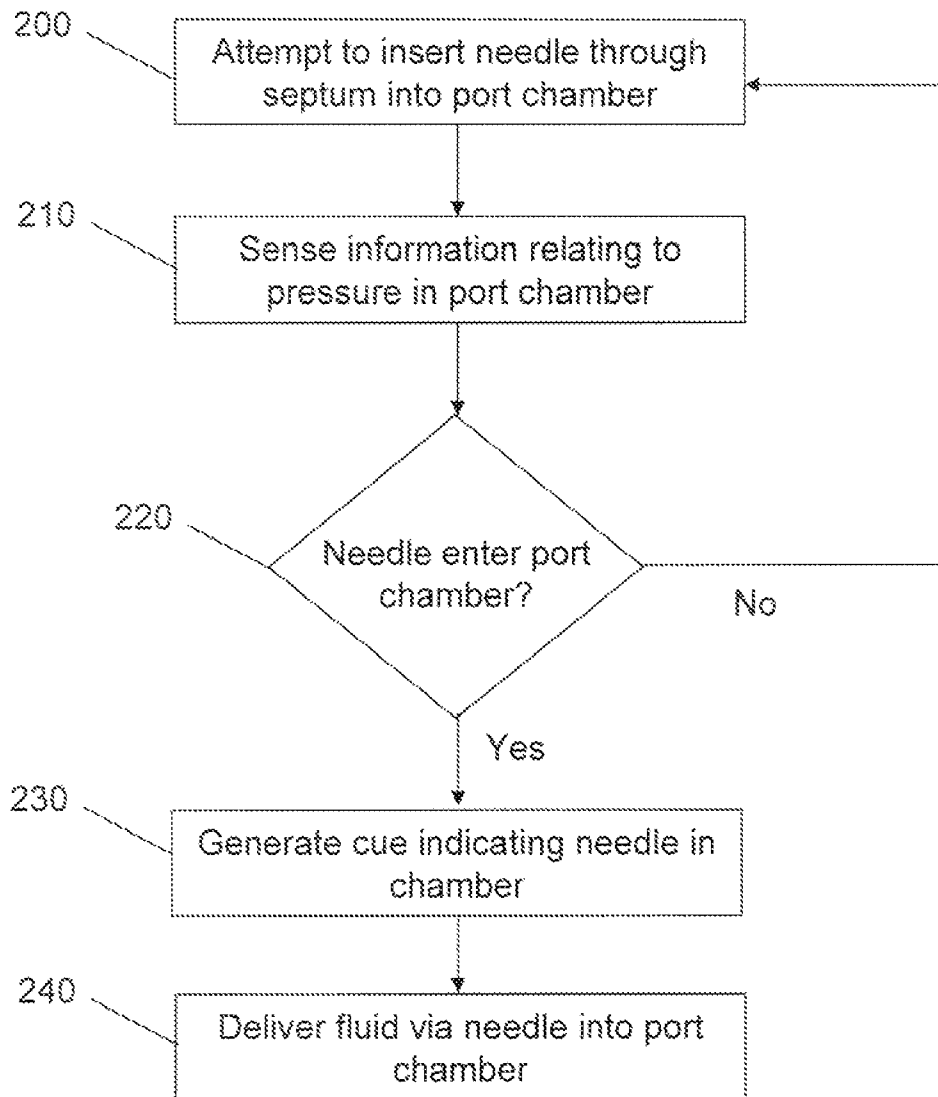 200
Attempt to insert needle through
septum into port chamber
210
Sense information relating to
pressure in port chamber
220
Needle enter port
chamber?
No
Yes
230
Generate cue indicating needle in
chamber
240
Deliver fluid via needle into port
chamber